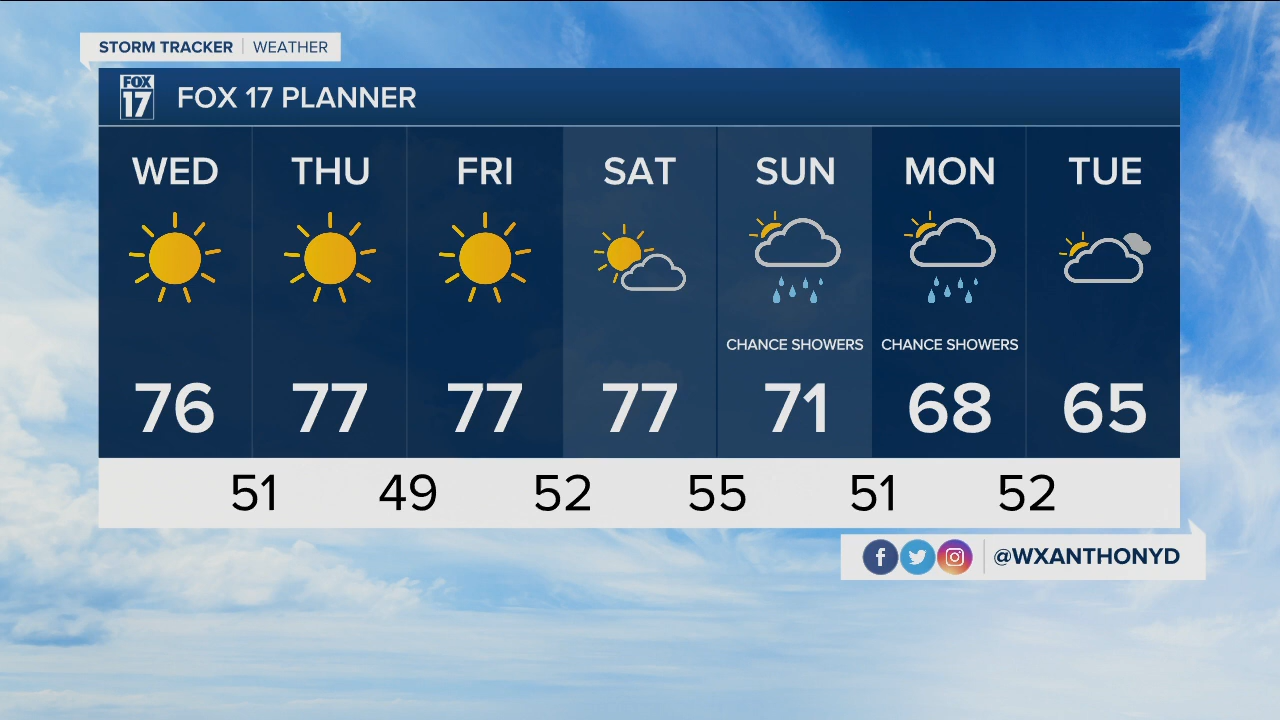 STORM TRACKER | WEATHER
FOX
17
FOX 17 PLANNER
WED THU FRI SAT SUN MON TUE
CHANCE SHOWERS CHANCE SHOWERS
76 77 77 77 71 68 65
51 49 52 55 51 52
f @WXANTHONYD